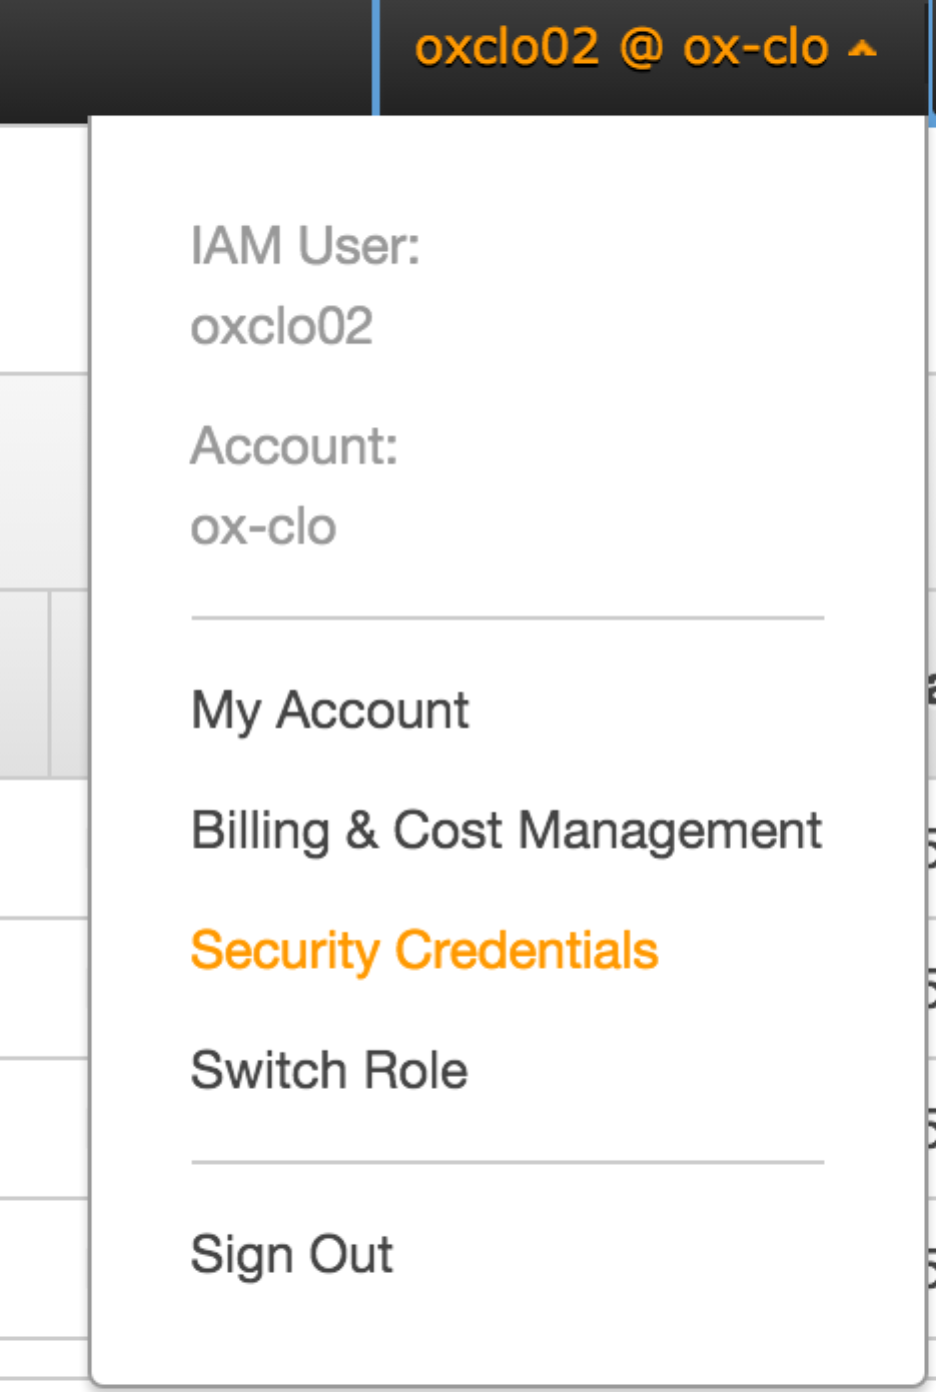 oxclo02 @ ox-clo
IAM User:
oxclo02
Account:
ox-clo
My Account
Billing & Cost Management
Security Credentials
Switch Role
Sign Out